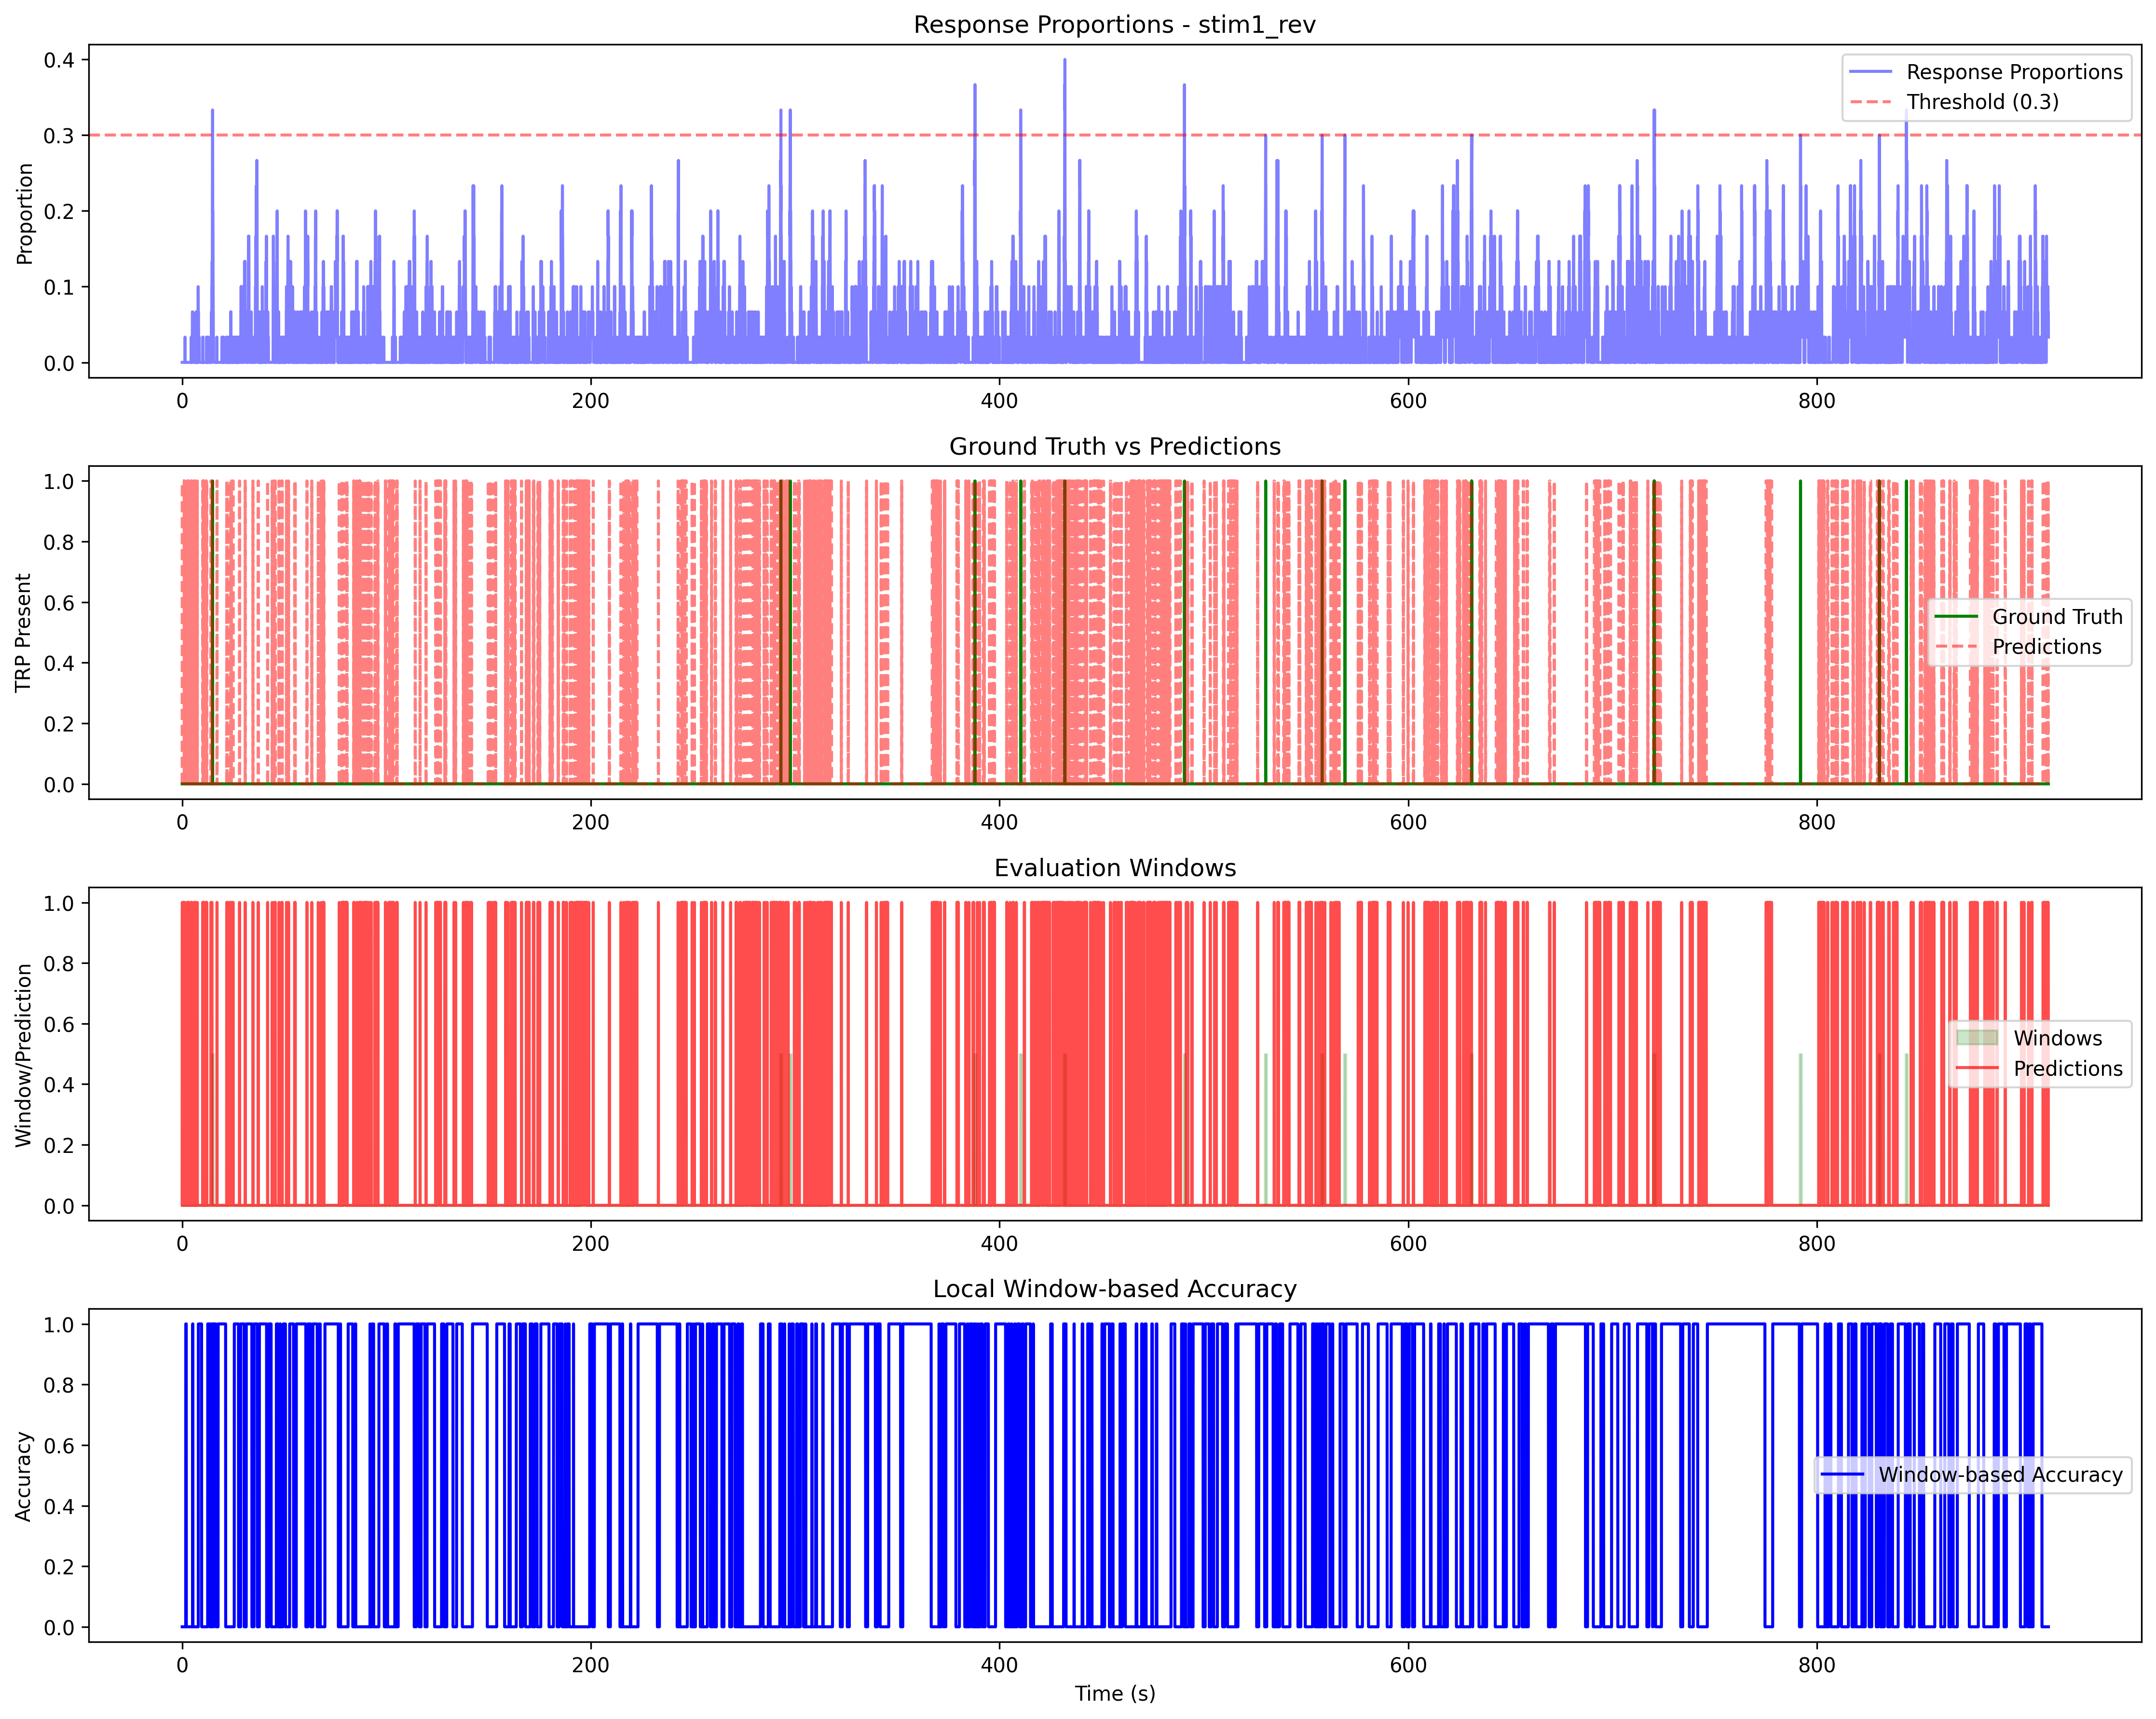 Response Proportions - stim1_rev
Proportion
0.4
0.3
0.2
0.1
0.0
Response Proportions
Threshold (0.3)
0 200 400 600 800
Ground Truth vs Predictions
TRP Present
1.0
0.8
0.6
0.4
0.2
0.0
Ground Truth
Predictions
0 200 400 600 800
Evaluation Windows
Window/Prediction
1.0
0.8
0.6
0.4
0.2
0.0
Windows
Predictions
0 200 400 600 800
Local Window-based Accuracy
Accuracy
1.0
0.8
0.6
0.4
0.2
0.0
Window-based Accuracy
0 200 400 600 800
Time (s)